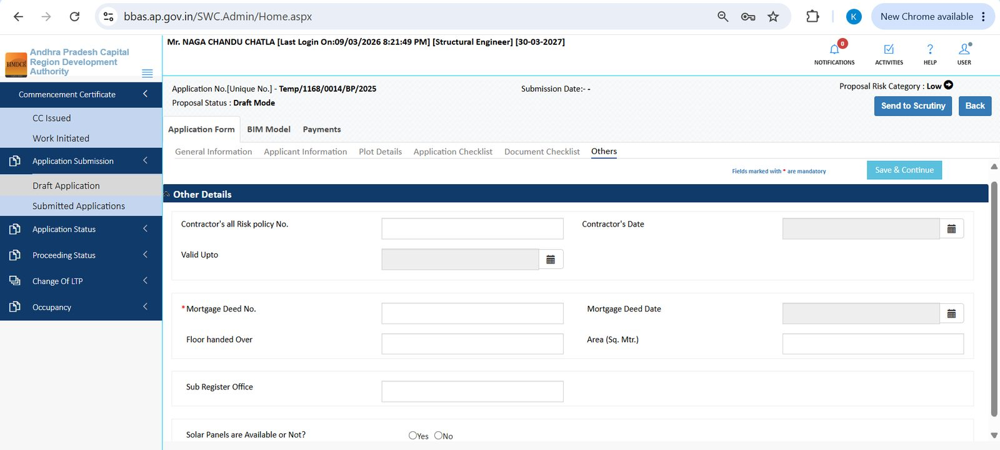 bbas.ap.gov.in/SWC.Admin/Home.aspx
K
New Chrome available
BIMDCR
Andhra Pradesh Capital
Region Development
Authority
Mr. NAGA CHANDU CHATLA [Last Login On:09/03/2026 8:21:49 PM] [Structural Engineer] [30-03-2027]
0
NOTIFICATIONS
ACTIVITIES
?
HELP
USER
Commencement Certificate
CC Issued
Work Initiated
Application Submission
Draft Application
Submitted Applications
Application Status
Proceeding Status
Change Of LTP
Occupancy
Application No.[Unique No.] - Temp/1168/0014/BP/2025
Submission Date:- -
Proposal Risk Category : Low
Proposal Status : Draft Mode
Send to Scrutiny
Back
Application Form
BIM Model
Payments
General Information
Applicant Information
Plot Details
Application Checklist
Document Checklist
Others
Fields marked with * are mandatory
Save & Continue
Other Details
Contractor's all Risk policy No.
Contractor's Date
Valid Upto
*Mortgage Deed No.
Mortgage Deed Date
Floor handed Over
Area (Sq. Mtr.)
Sub Register Office
Solar Panels are Available or Not?
Yes
No